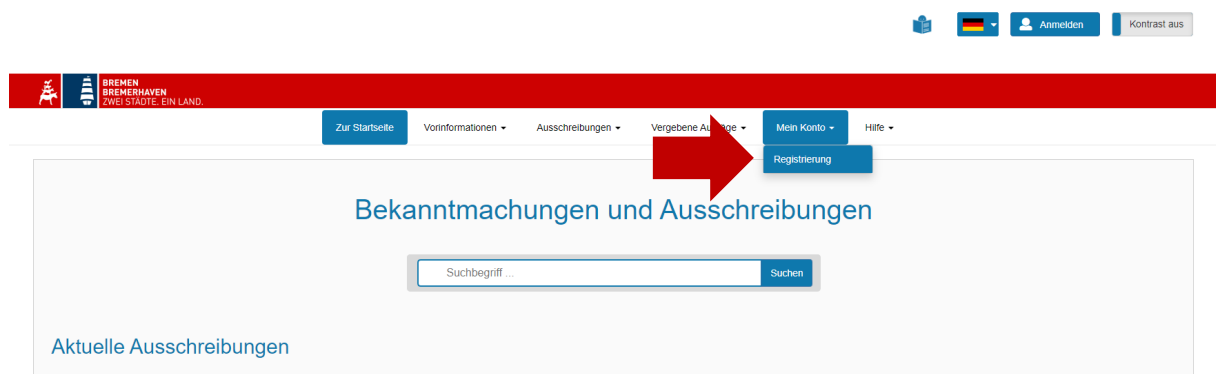 Anmelden
Kontrast aus
BREMEN
BREMERHAVEN
ZWEI STÄDTE. EIN LAND.
Zur Startseite Vorinformationen Ausschreibungen Vergebene Mein Konto Hilfe
Registrierung
Bekanntmachungen und Ausschreibungen
Suchbegriff ... Suchen
Aktuelle Ausschreibungen